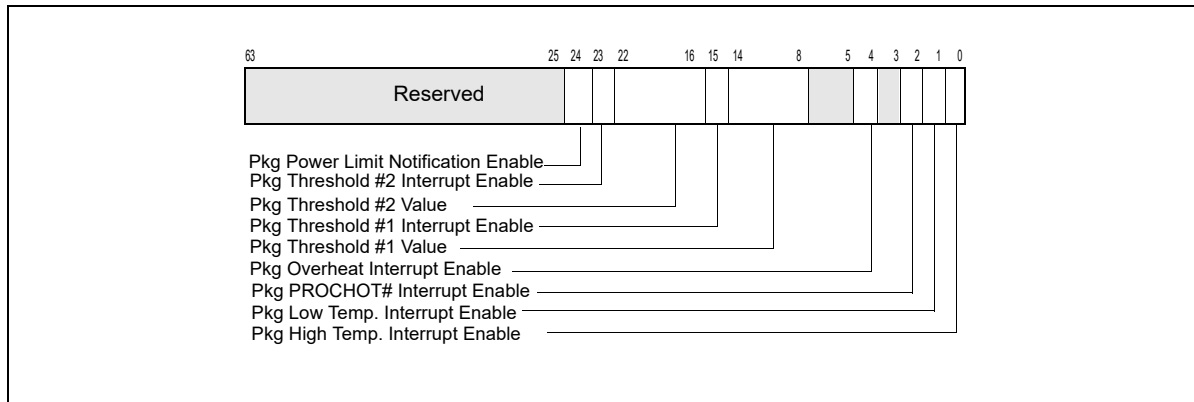 63 25 24 23 22 16 15 14 8 5 4 3 2 1 0
Reserved
Pkg Power Limit Notification Enable
Pkg Threshold #2 Interrupt Enable
Pkg Threshold #2 Value
Pkg Threshold #1 Interrupt Enable
Pkg Threshold #1 Value
Pkg Overheat Interrupt Enable
Pkg PROCHOT# Interrupt Enable
Pkg Low Temp. Interrupt Enable
Pkg High Temp. Interrupt Enable